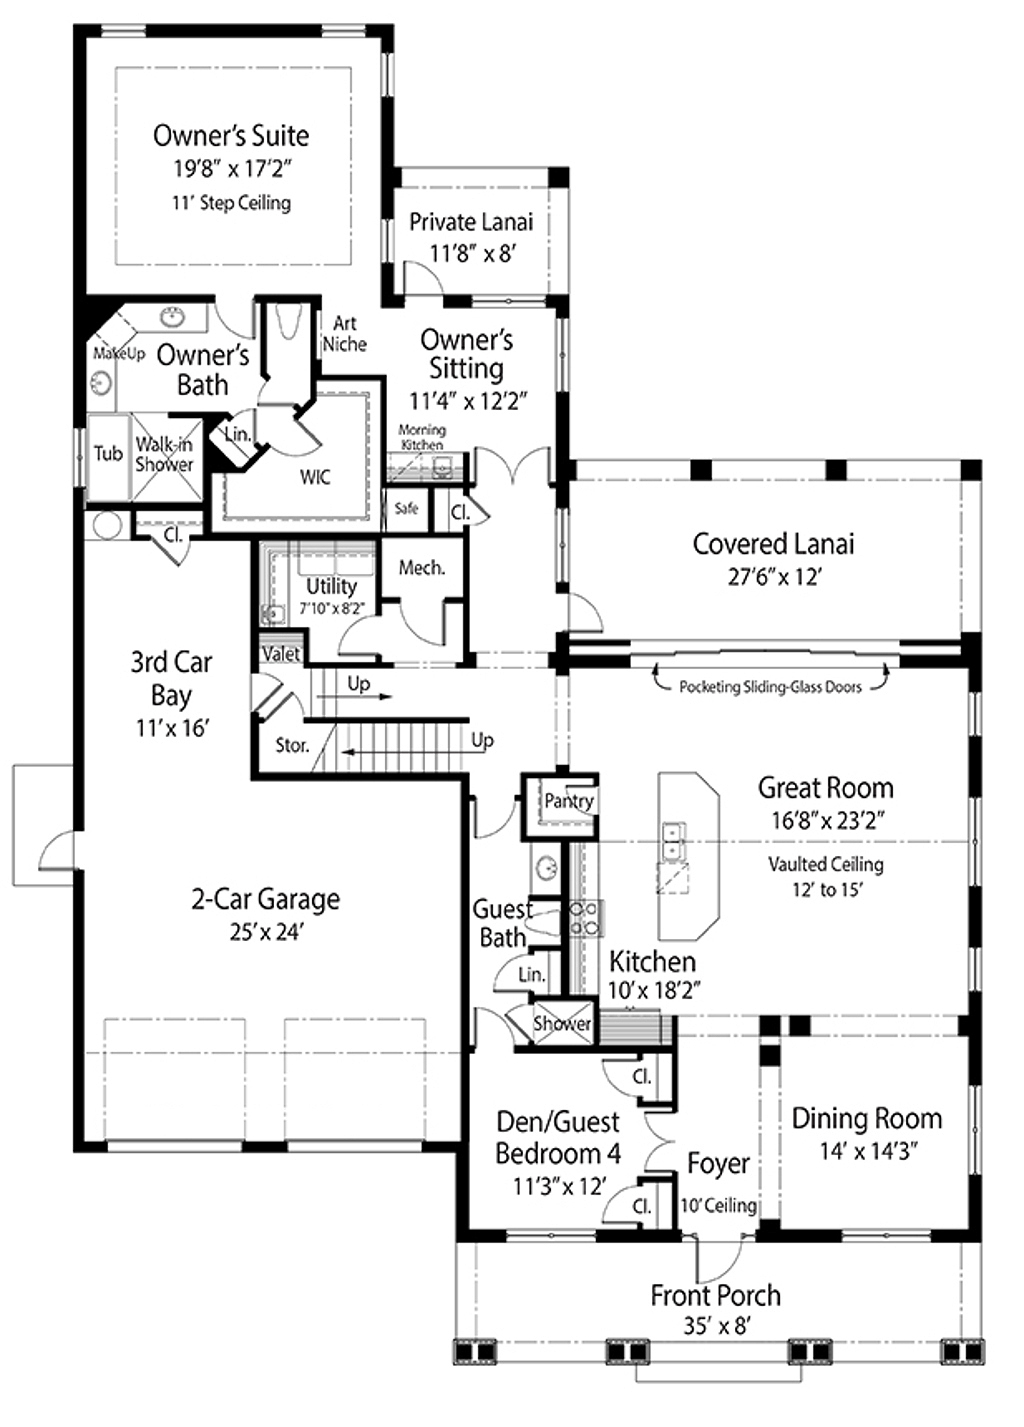 Owner's Suite
19'8" x 17'2"
11' Step Ceiling
Private Lanai
11'8" x 8'
Art
Niche
Owner's
Sitting
11'4" x 12'2"
MakeUp
Owner's
Bath
Morning
Kitchen
Tub
Walk-in
Shower
Lin.
WIC
Safe
Cl.
Cl.
Covered Lanai
27'6" x 12'
Utility
7'10" x 8'2"
Mech.
Valet
3rd Car
Bay
11' x 16'
Up
Pocketing Sliding-Glass Doors
Stor.
Up
Pantry
Great Room
16'8" x 23'2"
Vaulted Ceiling
12' to 15'
2-Car Garage
25' x 24'
Guest
Bath
Lin.
Kitchen
10' x 18'2"
Shower
Cl.
Den/Guest
Bedroom 4
11'3" x 12'
Cl.
Foyer
10' Ceiling
Dining Room
14' x 14'3"
Front Porch
35' x 8'